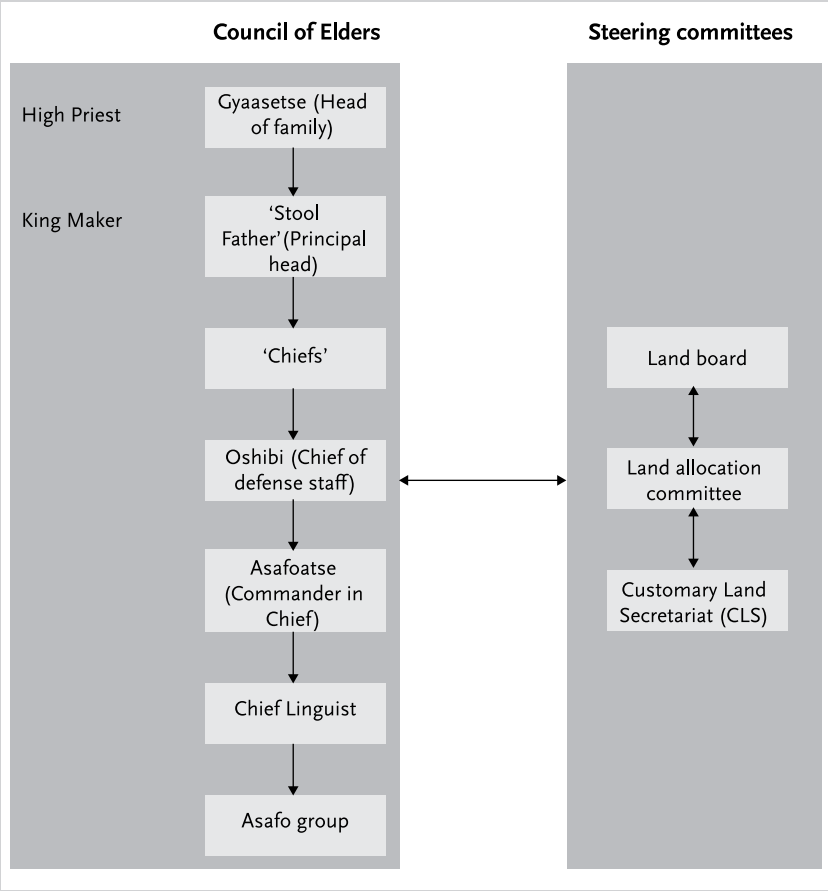 Council of Elders
Steering committees
High Priest
Gyaasetse (Head
of family)
King Maker
‘Stool
Father’(Principal
head)
‘Chiefs’
Oshibi (Chief of
defense staff)
Asafoatse
(Commander in
Chief)
Chief Linguist
Asafo group
Land board
Land allocation
committee
Customary Land
Secretariat (CLS)